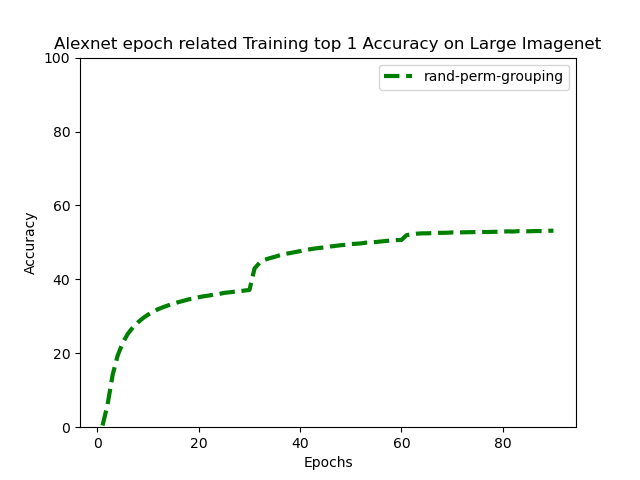 Alexnet epoch related Training top 1 Accuracy on Large Imagenet
100
80
60
40
20
0
Accuracy
rand-perm-grouping
0 20 40 60 80
Epochs